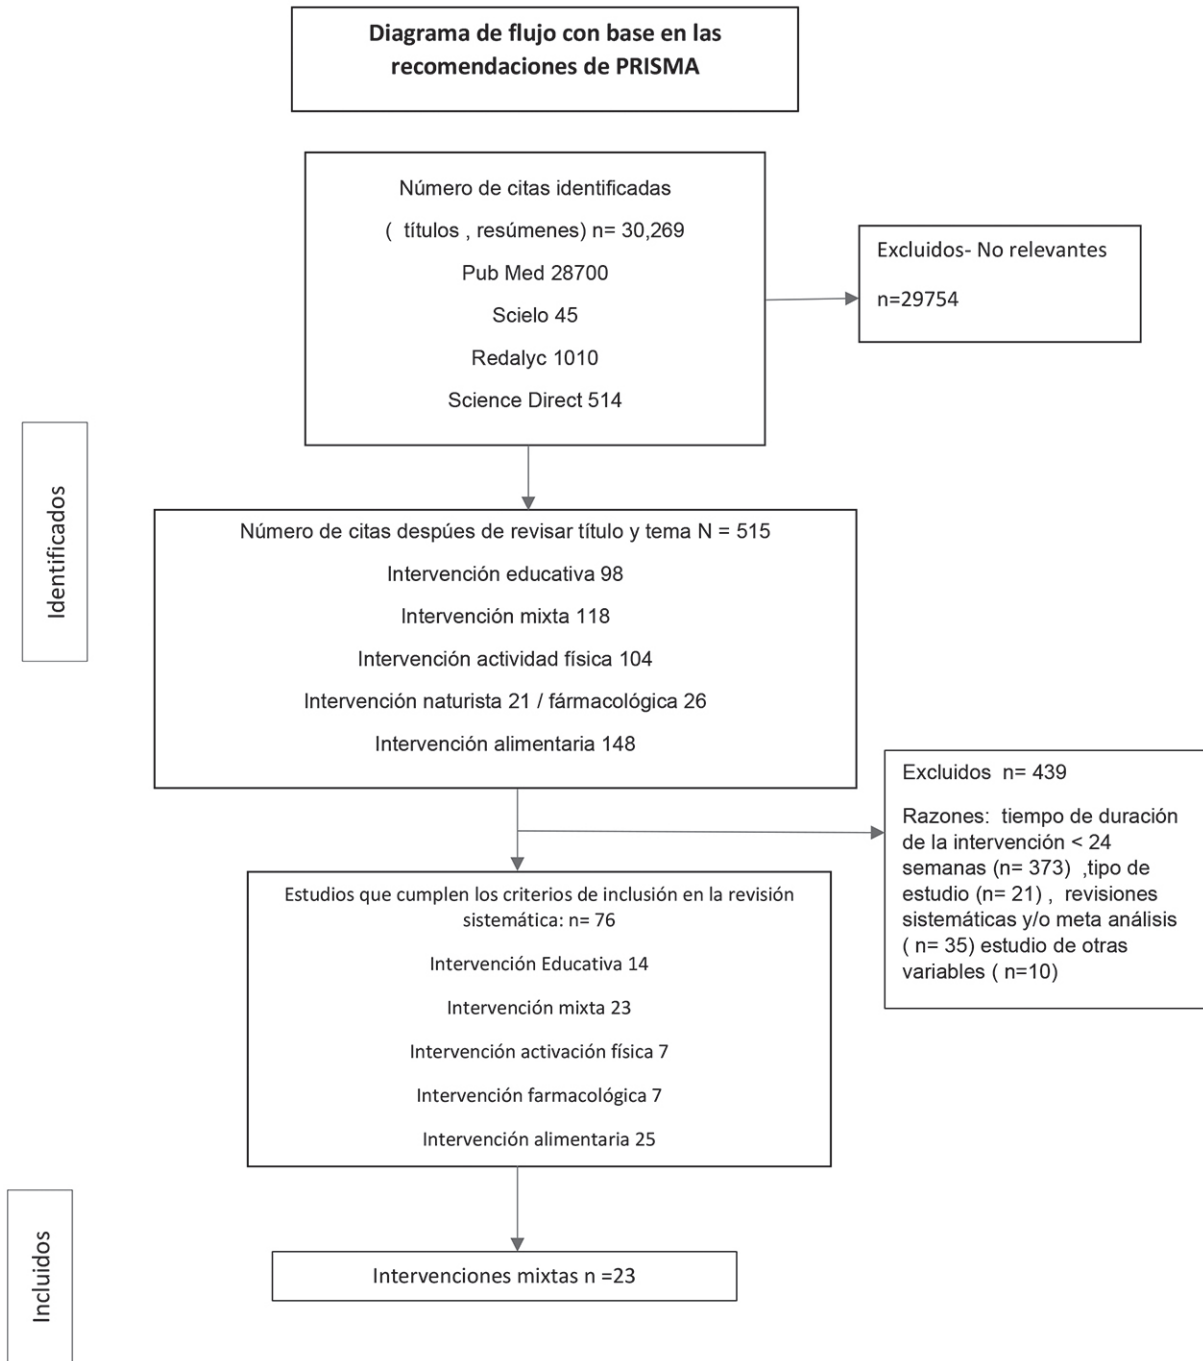 Diagrama de flujo con base en las
recomendaciones de PRISMA
Número de citas identificadas
( títulos , resúmenes) n= 30,269
Pub Med 28700
Scielo 45
Redalyc 1010
Science Direct 514
Excluidos- No relevantes
n=29754
Identificados
Número de citas despúes de revisar título y tema N = 515
Intervención educativa 98
Intervención mixta 118
Intervención actividad física 104
Intervención naturista 21 / fármacológica 26
Intervención alimentaria 148
Excluidos n= 439
Razones: tiempo de duración
de la intervención < 24
semanas (n= 373) ,tipo de
estudio (n= 21) , revisiones
sistemáticas y/o meta análisis
( n= 35) estudio de otras
variables ( n=10)
Estudios que cumplen los criterios de inclusión en la revisión
sistemática: n= 76
Intervención Educativa 14
Intervención mixta 23
Intervención activación física 7
Intervención farmacológica 7
Intervención alimentaria 25
Incluidos
Intervenciones mixtas n =23